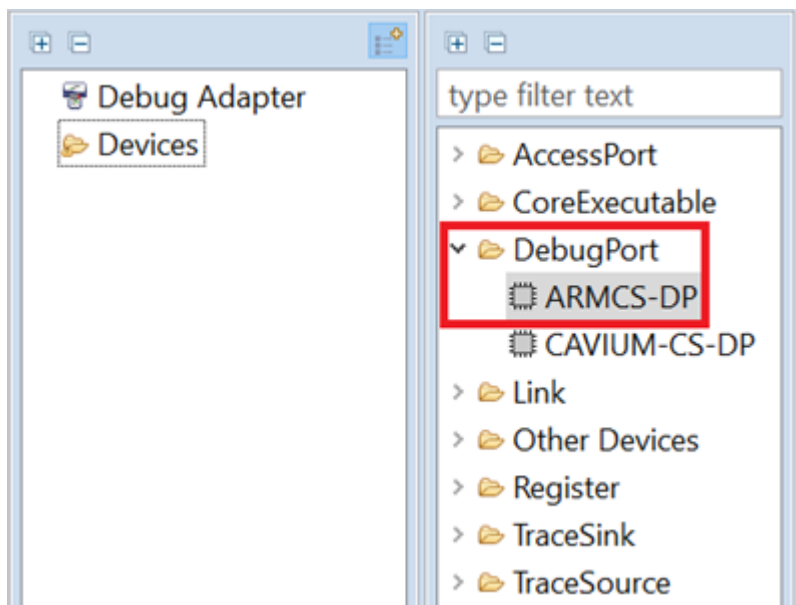 Debug Adapter
Devices
type filter text
AccessPort
CoreExecutable
DebugPort
ARMCS-DP
CAVIUM-CS-DP
Link
Other Devices
Register
TraceSink
TraceSource